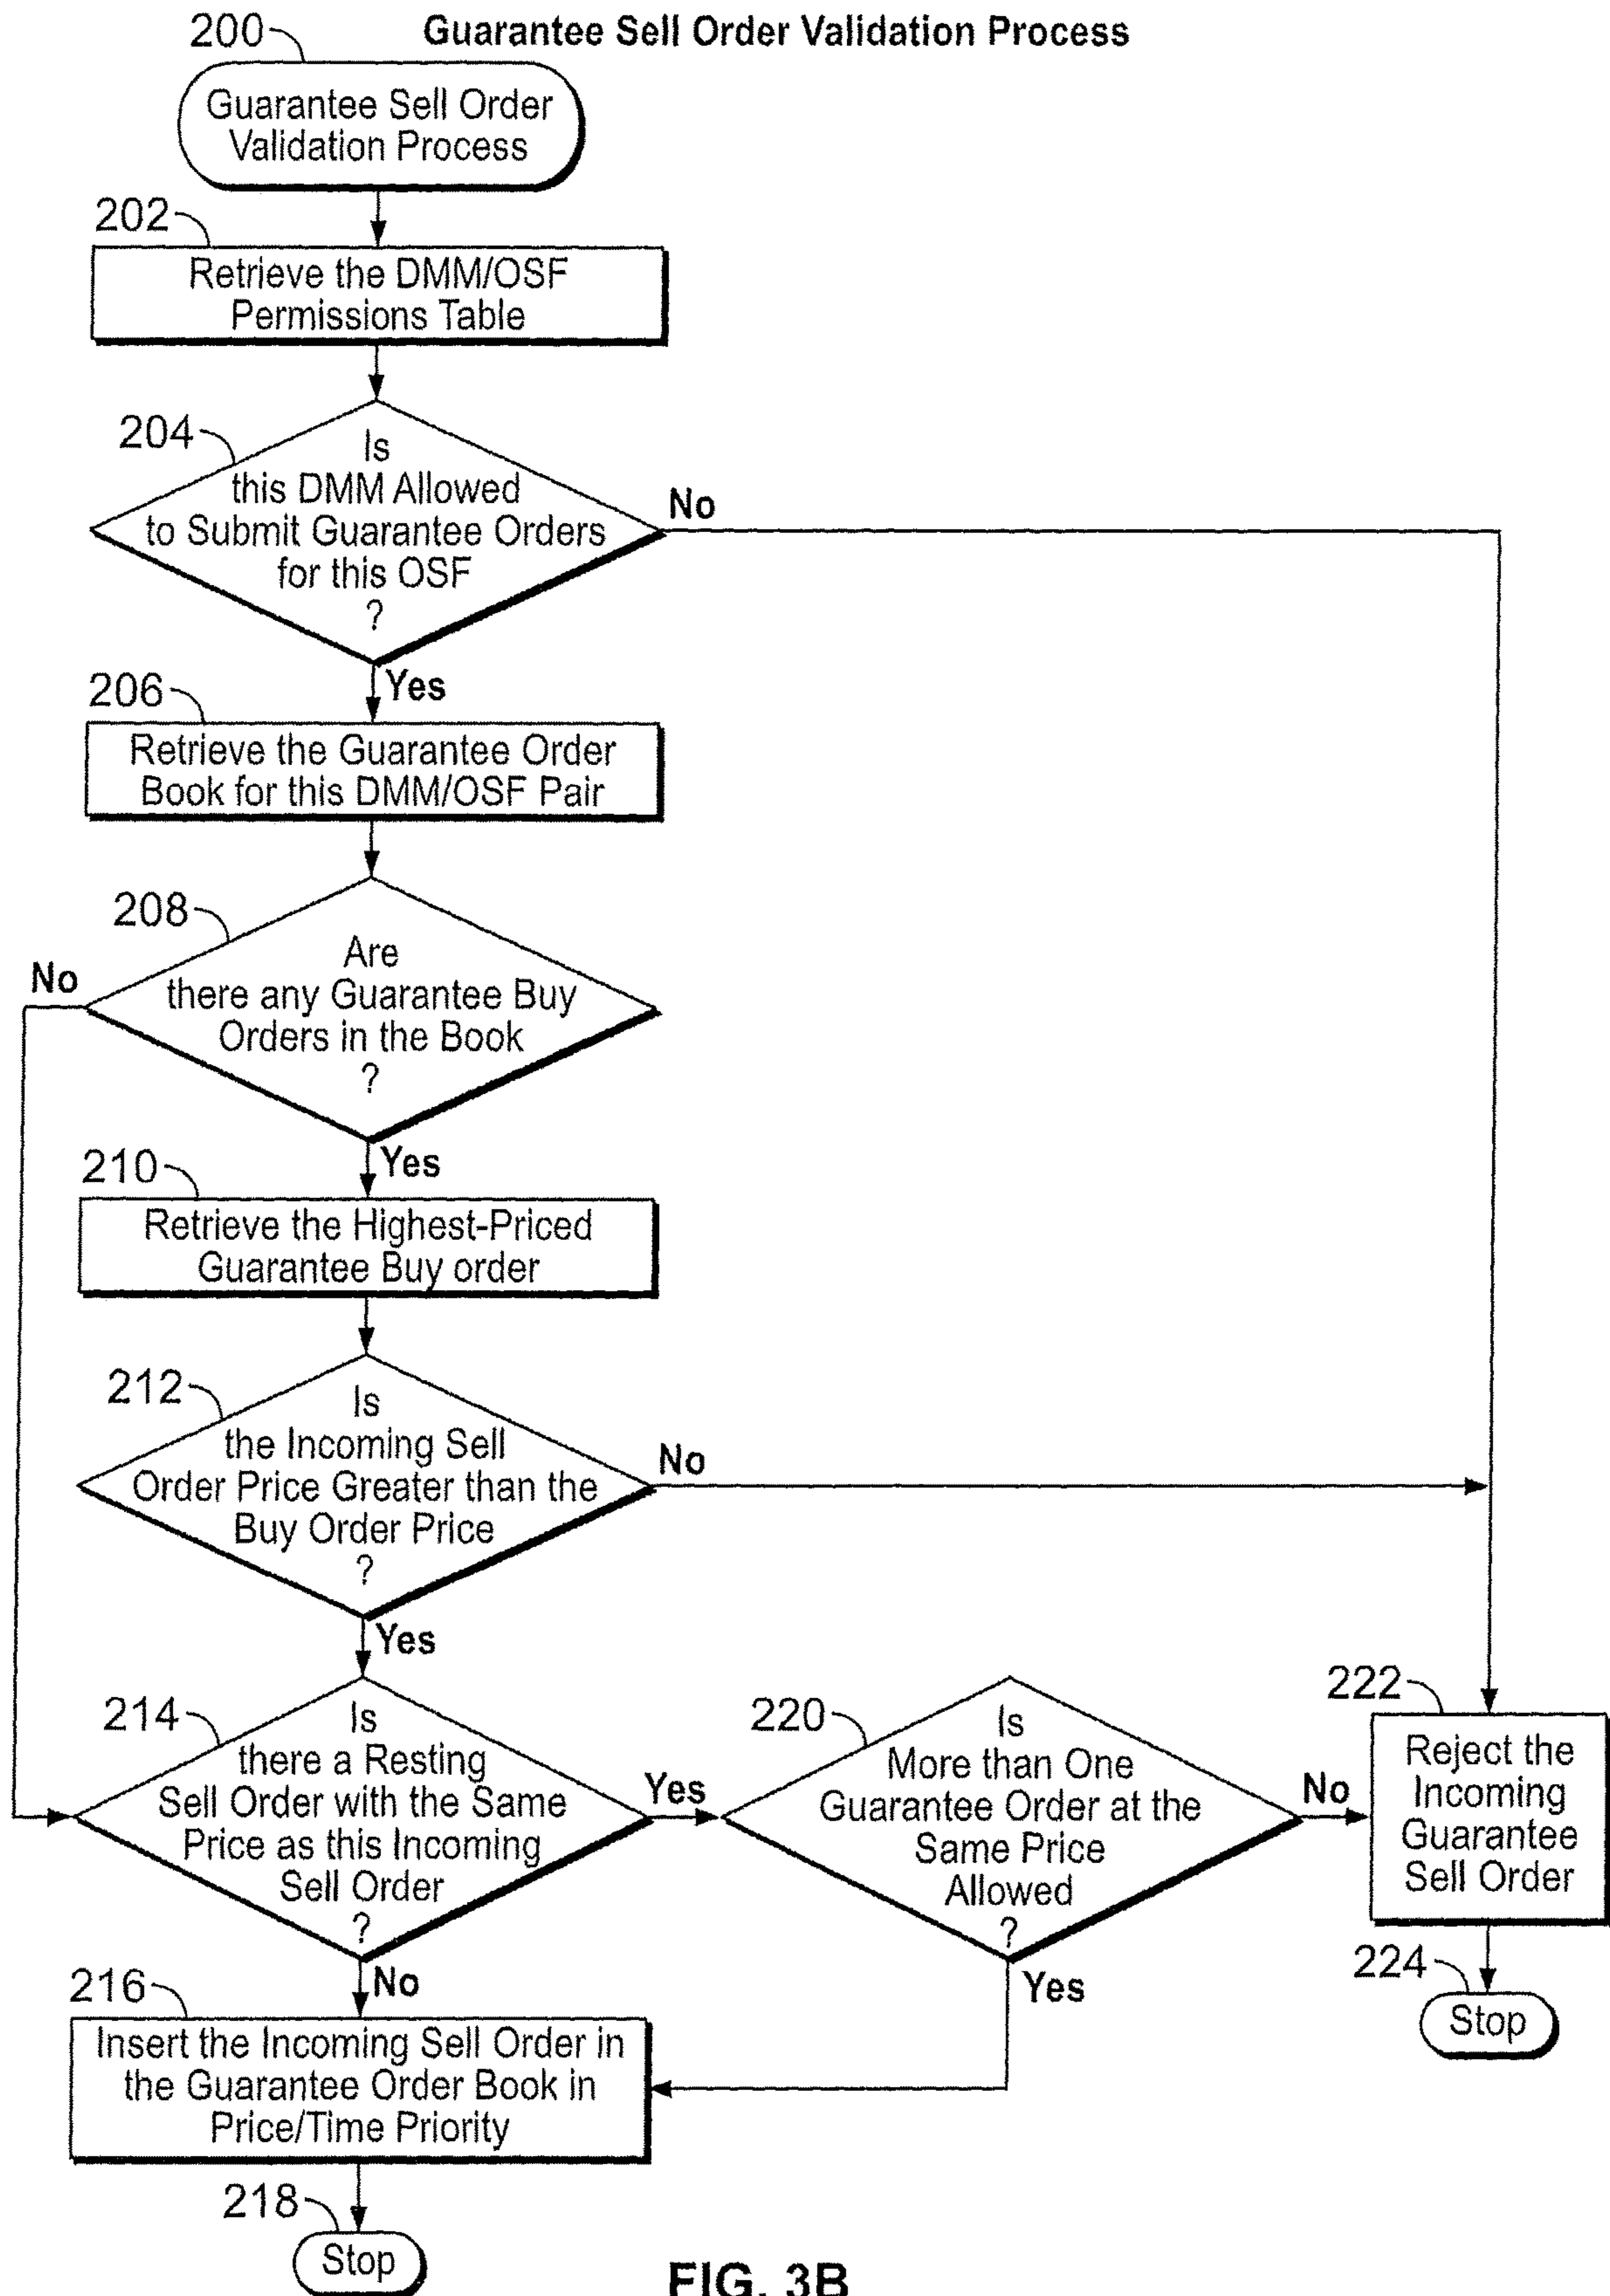 200
Guarantee Sell Order Validation Process
Guarantee Sell Order
Validation Process
202
Retrieve the DMM/OSF
Permissions Table
204
Is
this DMM Allowed
to Submit Guarantee Orders
for this OSF
?
No
Yes
206
Retrieve the Guarantee Order
Book for this DMM/OSF Pair
208
Are
there any Guarantee Buy
Orders in the Book
?
No
Yes
210
Retrieve the Highest-Priced
Guarantee Buy order
212
Is
the Incoming Sell
Order Price Greater than the
Buy Order Price
?
No
Yes
214
Is
there a Resting
Sell Order with the Same
Price as this Incoming
Sell Order
?
Yes
No
220
Is
More than One
Guarantee Order at the
Same Price
Allowed
?
No
Yes
222
Reject the
Incoming
Guarantee
Sell Order
224
Stop
216
Insert the Incoming Sell Order in
the Guarantee Order Book in
Price/Time Priority
218
Stop
FIG. 3B